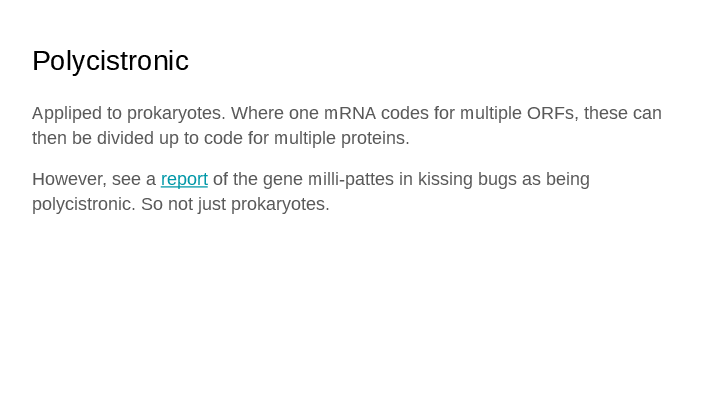 Polycistronic
Appliped to prokaryotes. Where one mRNA codes for multiple ORFs, these can
then be divided up to code for multiple proteins.
However, see a report of the gene milli-pattes in kissing bugs as being
polycistronic. So not just prokaryotes.